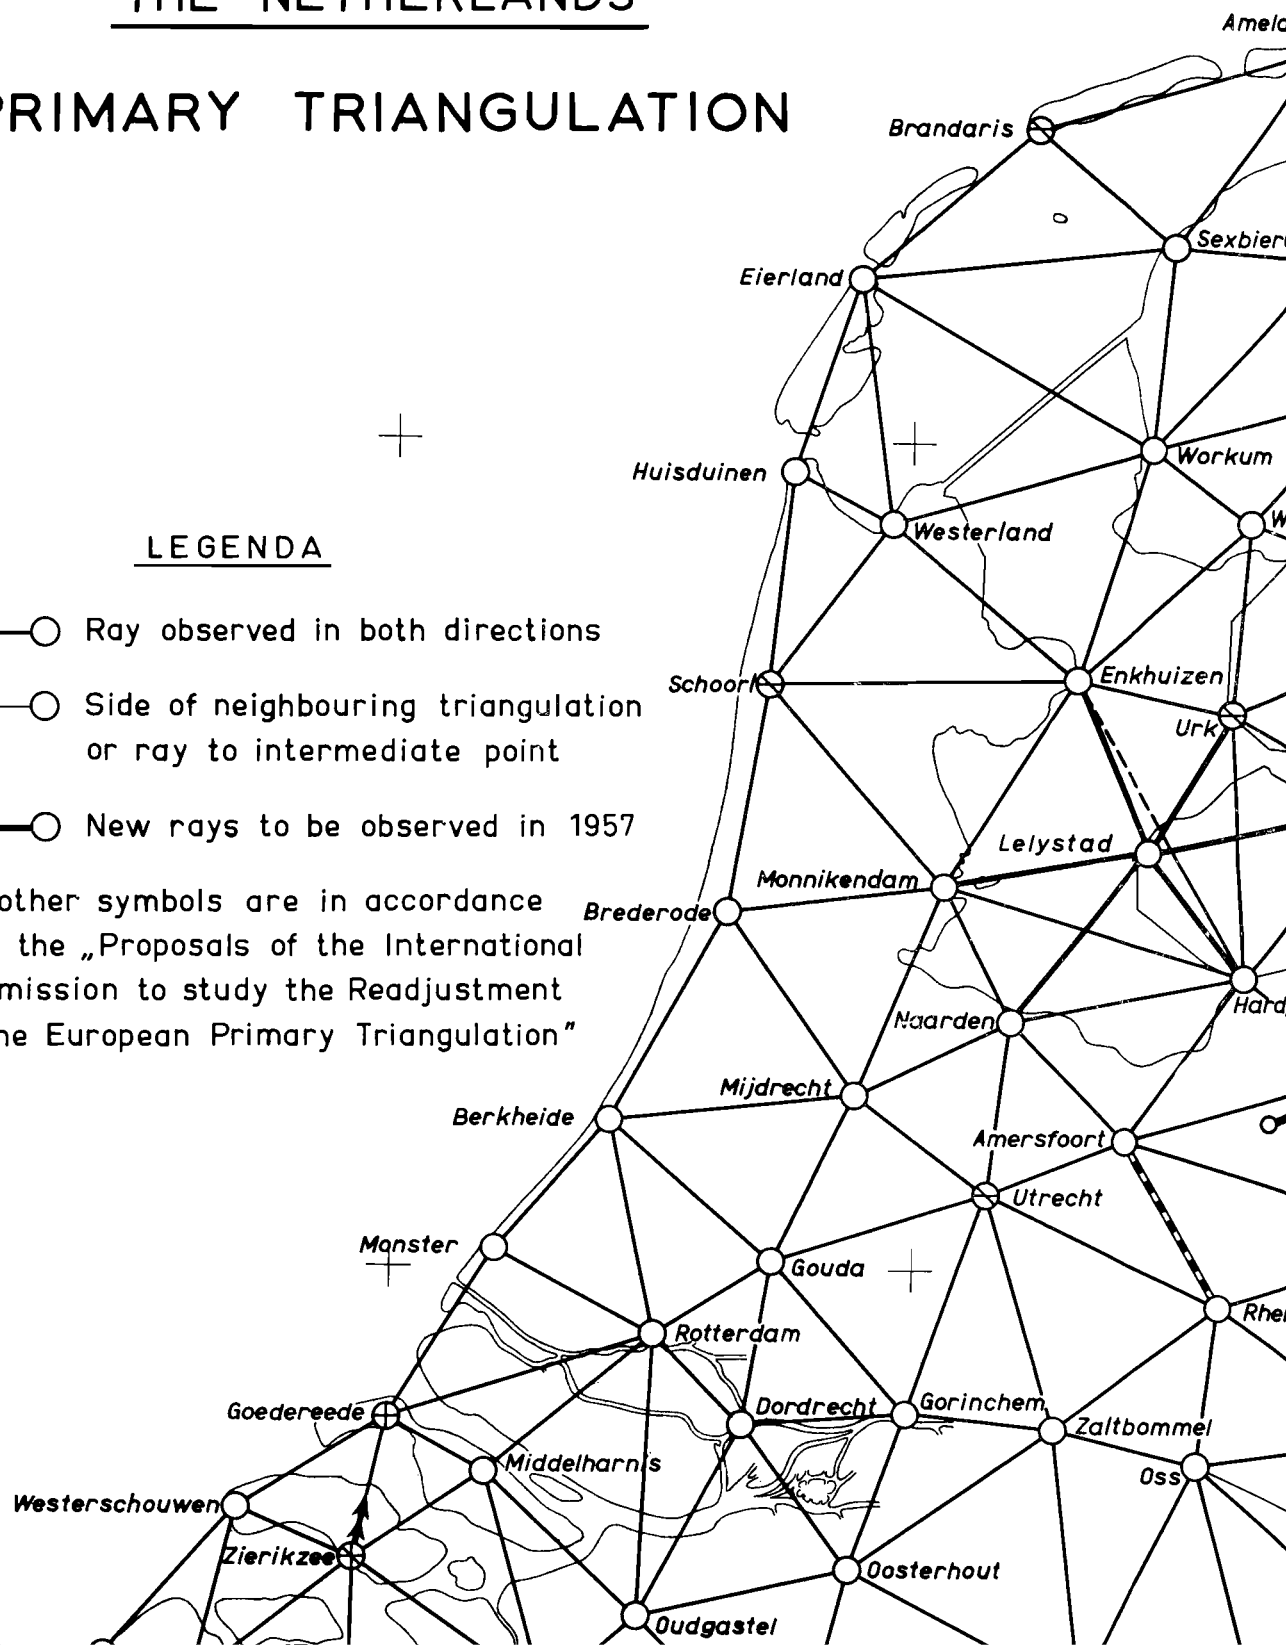 THE NETHERLANDS
PRIMARY TRIANGULATION
Brandaris
Eierland
Huisduinen
Workum
Westerland
LEGENDA
Ray observed in both directions
Side of neighbouring triangulation
or ray to intermediate point
New rays to be observed in 1957
other symbols are in accordance
the „Proposals of the International
mission to study the Readjustment
European Primary Triangulation"
Schoorl
Enkhuizen
Urk
Lelystad
Monnikendam
Brederode
Naarden
Mijdrecht
Berkheide
Amersfoort
Utrecht
Monster
Gouda
Rotterdam
Goedereede
Dordrecht
Gorinchem
Zaltbommel
Middelharnis
Oss
Westerschouwen
Zierikzee
Oosterhout
Oudgastel